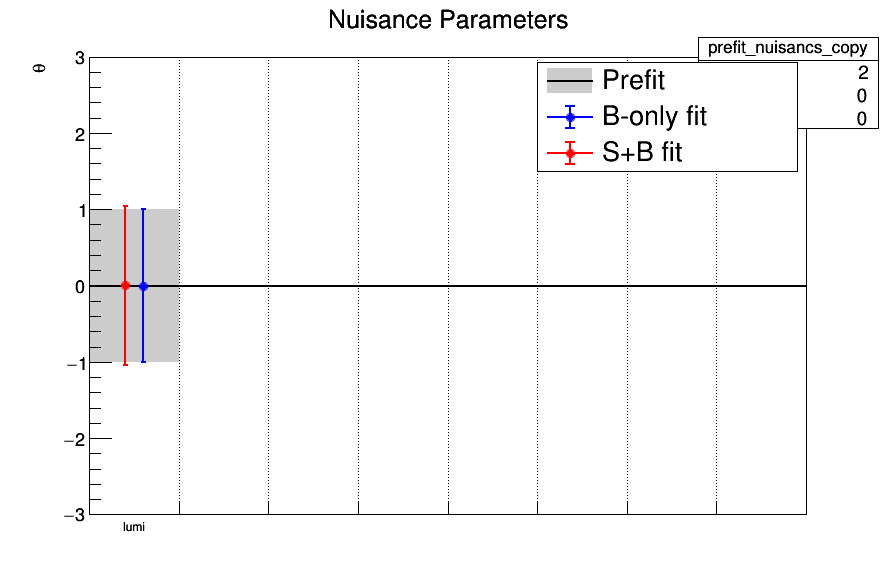 Nuisance Parameters
prefit_nuisancs_copy
2
0
0
θ
3
2
1
0
−1
−2
−3
Prefit
B-only fit
S+B fit
lumi